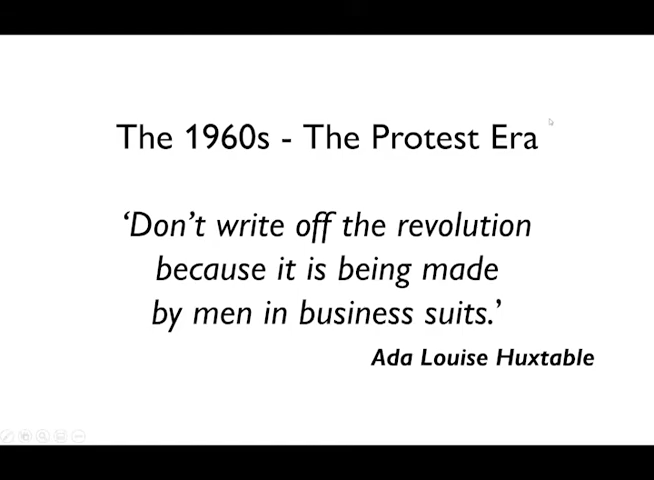 The 1960s - The Protest Era
‘Don’t write off the revolution
because it is being made
by men in business suits.’
Ada Louise Huxtable